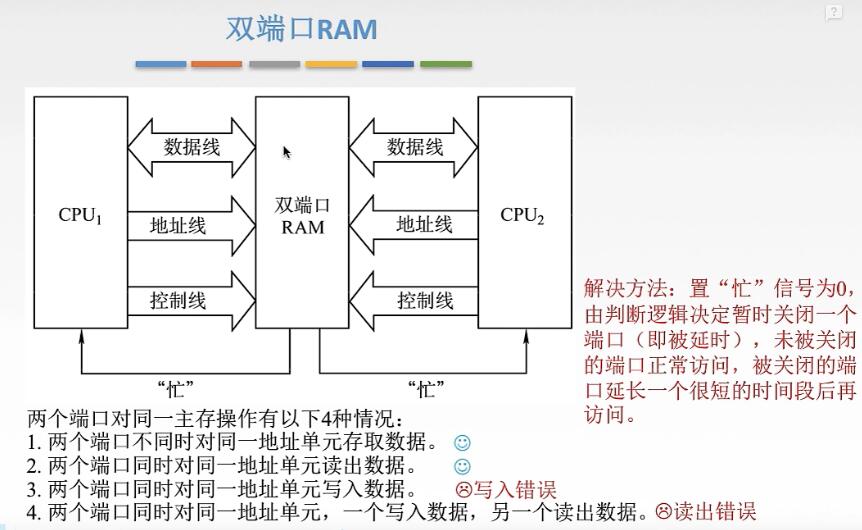 双端口RAM
数据线
数据线
CPU1
地址线
双端口
RAM
地址线
CPU2
控制线
控制线
“忙”
“忙”
解决方法：置“忙”信号为0，
由判断逻辑决定暂时关闭一个
端口（即被延时），未被关闭
的端口正常访问，被关闭的端
口延长一个很短的时间段后再
访问。
两个端口对同一主存操作有以下4种情况：
1. 两个端口不同时对同一地址单元存取数据。
2. 两个端口同时对同一地址单元读出数据。
3. 两个端口同时对同一地址单元写入数据。 写入错误
4. 两个端口同时对同一地址单元，一个写入数据，另一个读出数据。 读出错误